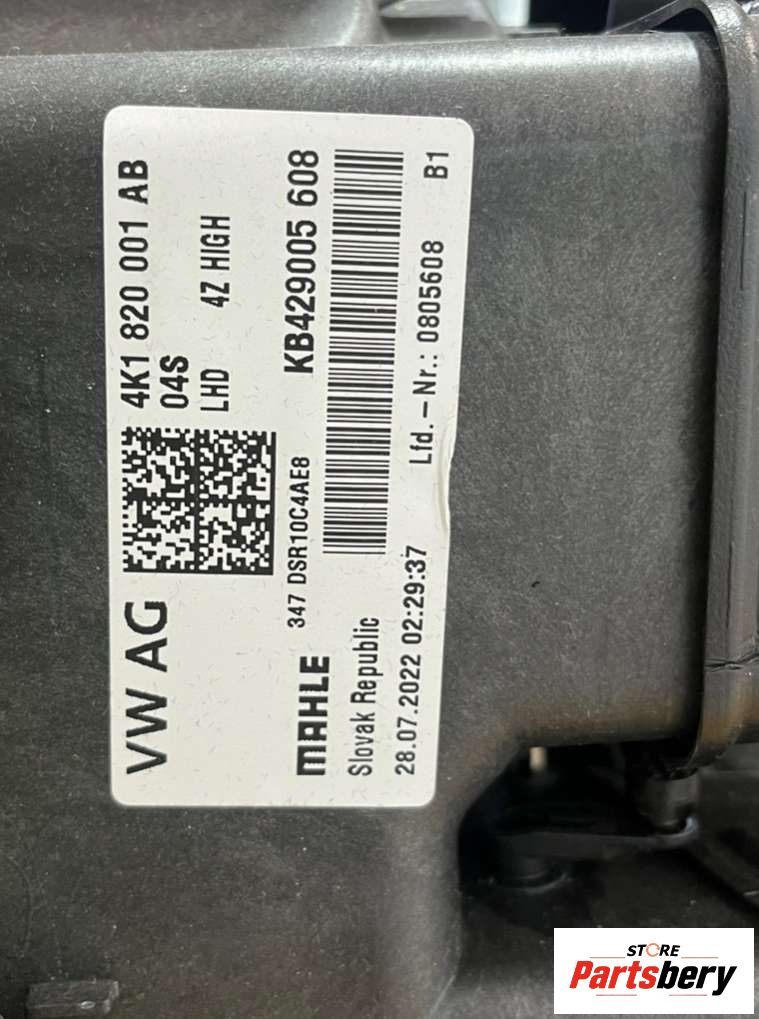 VW AG
4K1 820 001 AB
04S
LHD 4Z HIGH
MAHLE
347 DSR10C4AE8
KB429005 608
Slovak Republic
28.07.2022 02:29:37
Lfd.-Nr.: 0805608 B1
STORE
Partsbery